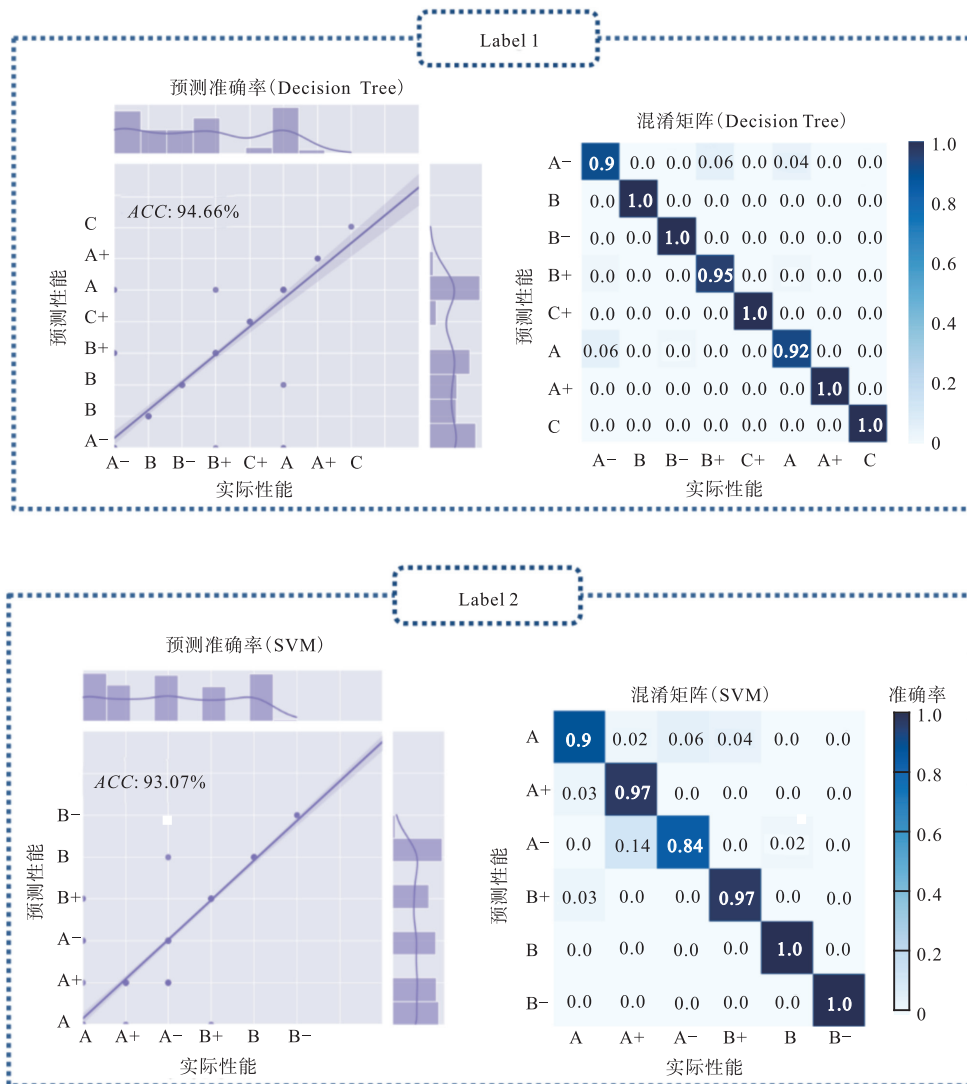 Label 1
预测准确率(Decision Tree)
ACC: 94.66%
预测性能
C
A+
A
C+
B+
B
B
A−
A− B B− B+ C+ A A+ C
实际性能
混淆矩阵(Decision Tree)
预测性能
A− 0.9 0.0 0.0 0.06 0.0 0.04 0.0 0.0
B 0.0 1.0 0.0 0.0 0.0 0.0 0.0 0.0
B− 0.0 0.0 1.0 0.0 0.0 0.0 0.0 0.0
B+ 0.0 0.0 0.0 0.95 0.0 0.0 0.0 0.0
C+ 0.0 0.0 0.0 0.0 1.0 0.0 0.0 0.0
A 0.06 0.0 0.0 0.0 0.0 0.92 0.0 0.0
A+ 0.0 0.0 0.0 0.0 0.0 0.0 1.0 0.0
C 0.0 0.0 0.0 0.0 0.0 0.0 0.0 1.0
A− B B− B+ C+ A A+ C
实际性能
1.0
0.8
0.6
0.4
0.2
0
Label 2
预测准确率(SVM)
ACC: 93.07%
预测性能
B−
B
B+
A−
A+
A
A A+ A− B+ B B−
实际性能
混淆矩阵(SVM)
预测性能
A 0.9 0.02 0.06 0.04 0.0 0.0
A+ 0.03 0.97 0.0 0.0 0.0 0.0
A− 0.0 0.14 0.84 0.0 0.02 0.0
B+ 0.03 0.0 0.0 0.97 0.0 0.0
B 0.0 0.0 0.0 0.0 1.0 0.0
B− 0.0 0.0 0.0 0.0 0.0 1.0
A A+ A− B+ B B−
实际性能
准确率
1.0
0.8
0.6
0.4
0.2
0